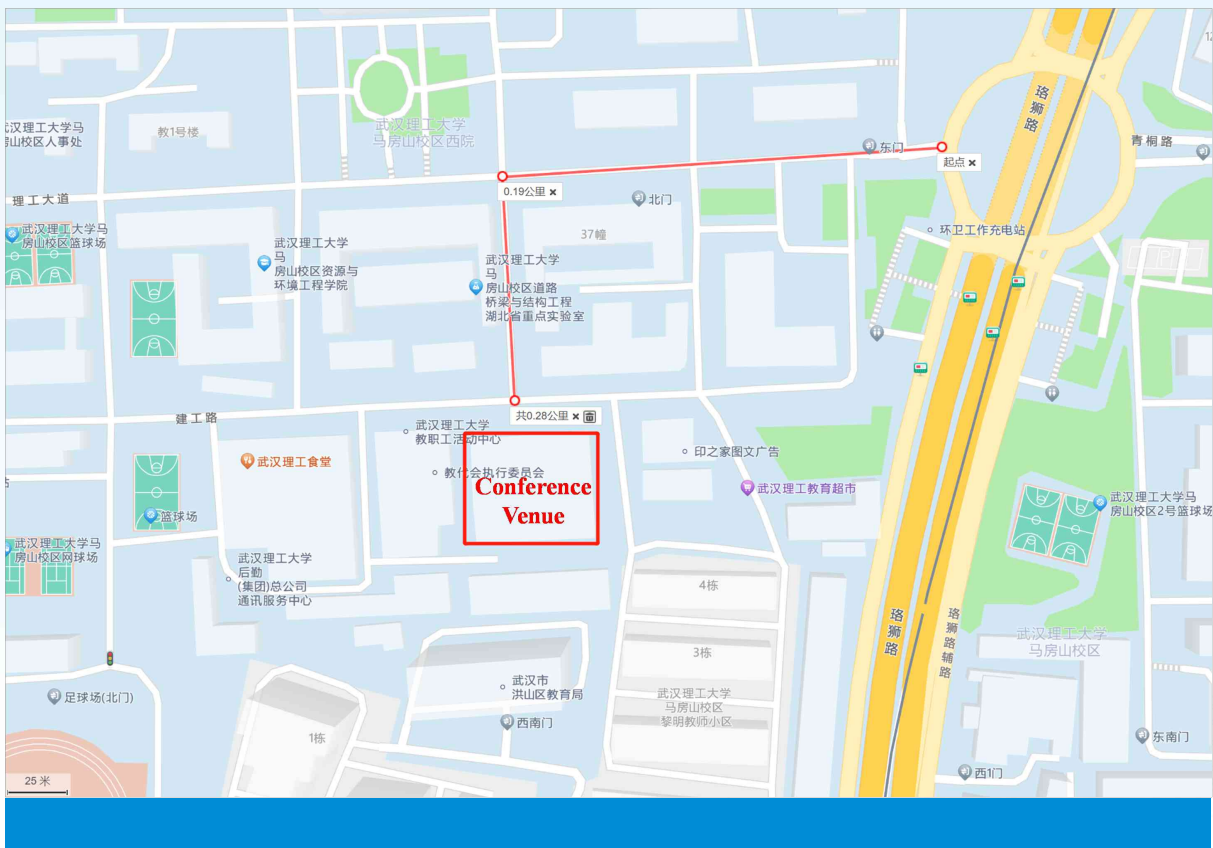 珞狮路
12
汉理工大学马
房山校区人事处
教1号楼
武汉理工大学
马房山校区西院
东门
起点 ×
青桐路
理工大道
0.19公里 ×
北门
武汉理工大学马
房山校区篮球场
37幢
环卫工作充电站
武汉理工大学
马
房山校区资源与
环境工程学院
武汉理工大学
马
房山校区道路
桥梁与结构工程
湖北省重点实验室
建工路
共0.28公里 ×
武汉理工大学
教职工活动中心
印之家图文广告
武汉理工食堂
教代会执行委员会
Conference
Venue
武汉理工教育超市
武汉理工大学马
房山校区2号篮球场
篮球场
武汉理工大学马
房山校区网球场
武汉理工大学
后勤
(集团)总公司
通讯服务中心
4栋
珞狮路
珞狮路辅路
武汉理工大学
马房山校区
3栋
武汉市
洪山区教育局
武汉理工大学
马房山校区
黎明教师小区
足球场(北门)
西南门
1栋
东南门
西1门
25 米